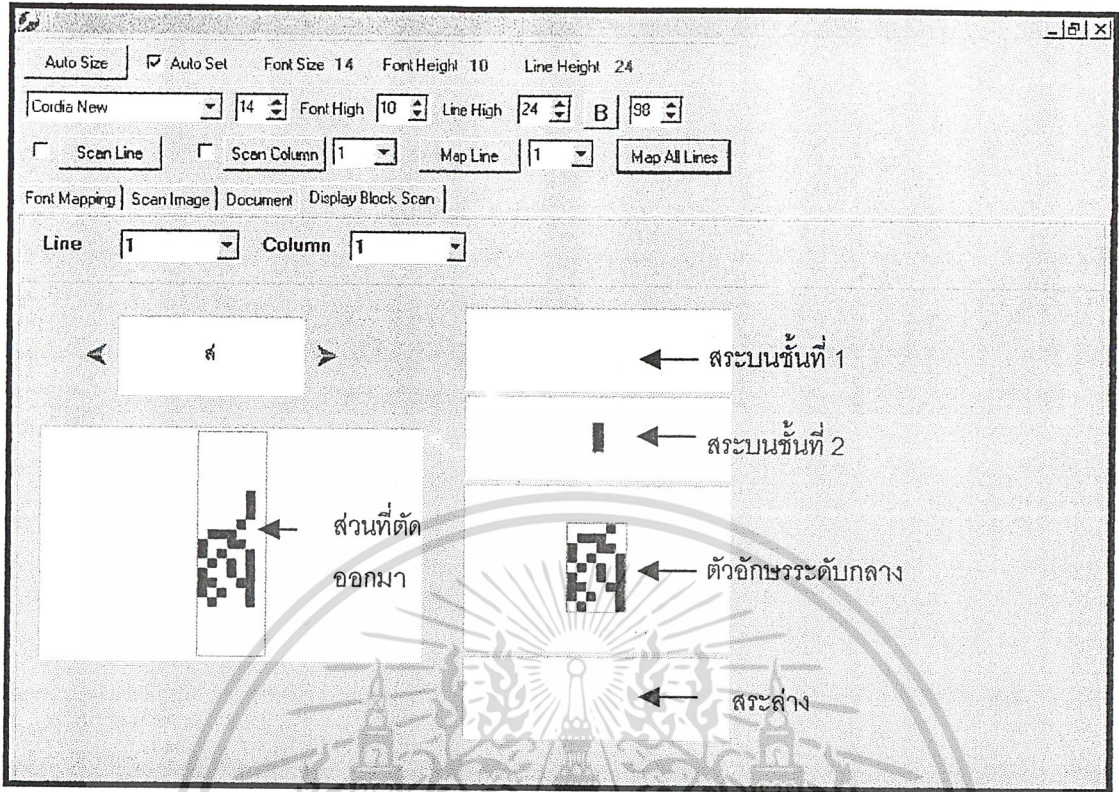 Auto Size Auto Set Font Size 14 Font Height 10 Line Height 24
Cordia New 14 Font High 10 Line High 24 B 98
Scan Line Scan Column 1 Map Line 1 Map All Lines
Font Mapping Scan Image Document Display Block Scan
Line 1 Column 1
ส่ สระบนชั้นที่ 1
สระบนชั้นที่ 2
ส่วนที่ตัด
ออกมา ตัวอักษรระดับกลาง
สระล่าง